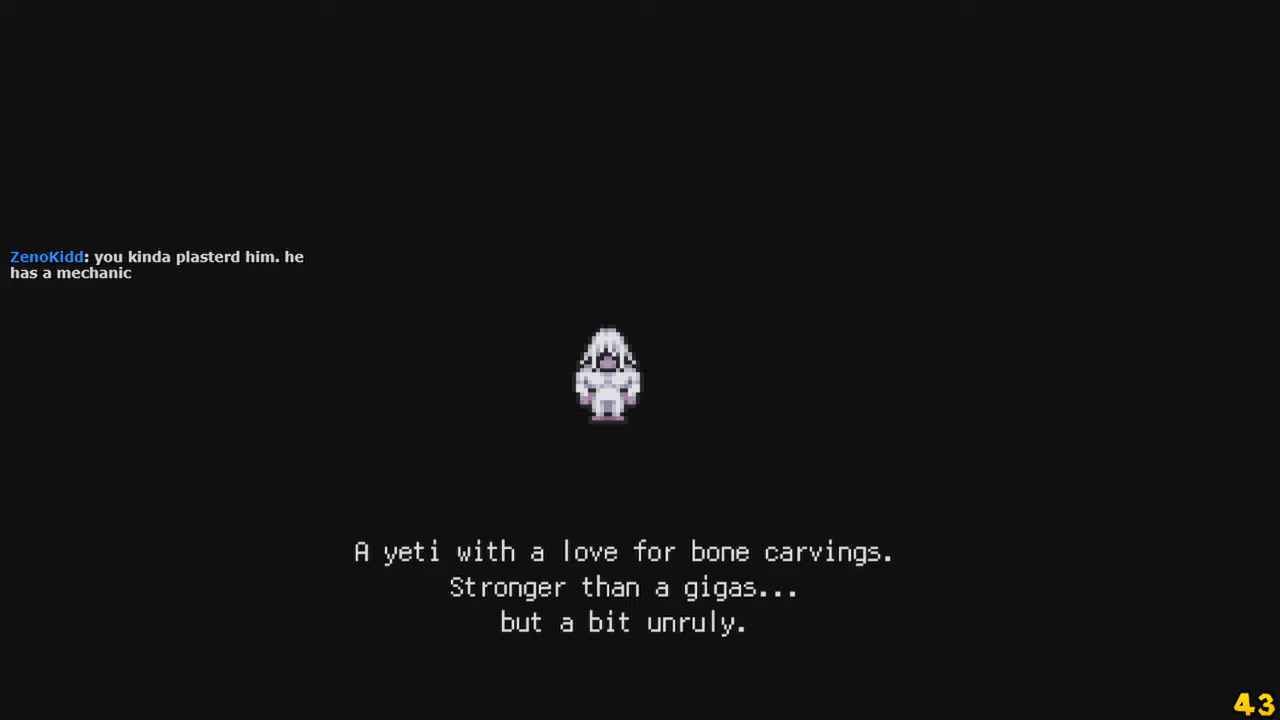 ZenoKidd: you kinda plasterd him. he
has a mechanic
A yeti with a love for bone carvings.
Stronger than a gigas...
but a bit unruly.
43